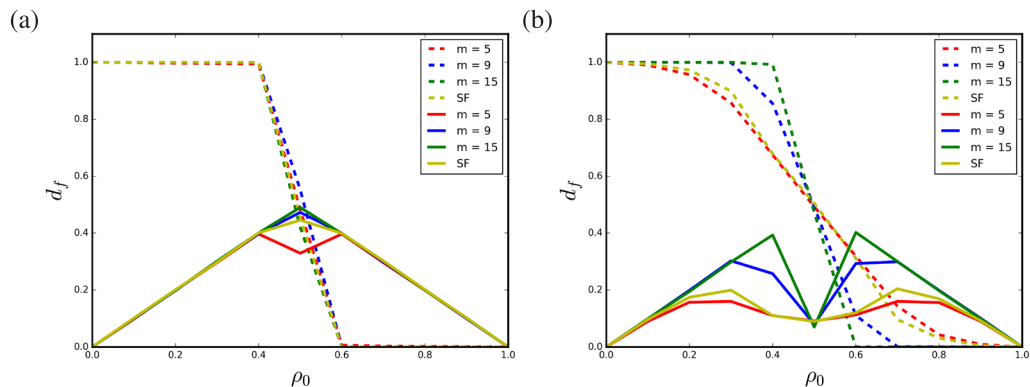 (a)
m = 5
m = 9
m = 15
SF
m = 5
m = 9
m = 15
SF
1.0
0.8
0.6
0.4
0.2
0.0
d_f
0.0 0.2 0.4 0.6 0.8 1.0
ρ_0
(b)
m = 5
m = 9
m = 15
SF
m = 5
m = 9
m = 15
SF
1.0
0.8
0.6
0.4
0.2
0.0
d_f
0.0 0.2 0.4 0.6 0.8 1.0
ρ_0